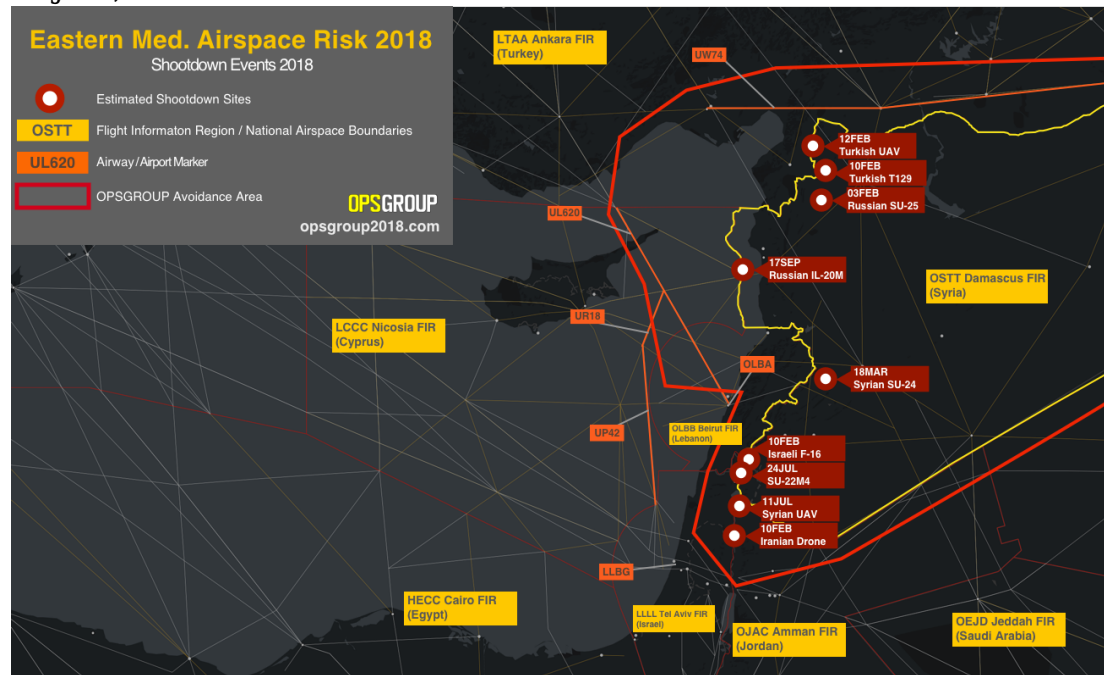 Eastern Med. Airspace Risk 2018
Shootdown Events 2018
Estimated Shootdown Sites
OSTT
Flight Informaton Region / National Airspace Boundaries
UL620
Airway/Airport Marker
OPSGROUP Avoidance Area
OPSGROUP
opsgroup2018.com
LTAA Ankara FIR
(Turkey)
UW74
12FEB
Turkish UAV
10FEB
Turkish T129
03FEB
Russian SU-25
UL620
17SEP
Russian IL-20M
OSTT Damascus FIR
(Syria)
UR18
LCCC Nicosia FIR
(Cyprus)
OLBA
18MAR
Syrian SU-24
UP42
OLBB Beirut FIR
(Lebanon)
10FEB
Israeli F-16
24JUL
SU-22M4
11JUL
Syrian UAV
10FEB
Iranian Drone
LLBG
HECC Cairo FIR
(Egypt)
LLLL Tel Aviv FIR
(Israel)
OJAC Amman FIR
(Jordan)
OEJD Jeddah FIR
(Saudi Arabia)